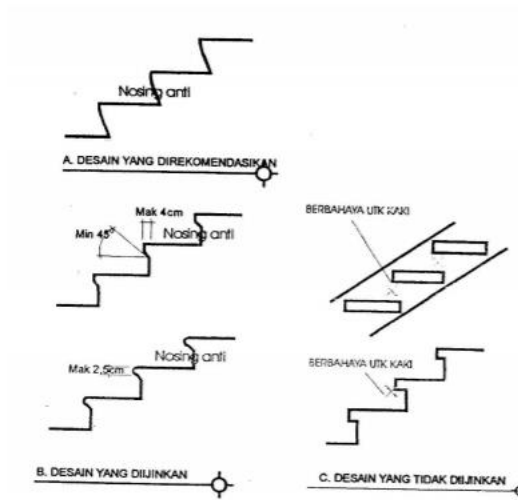 Nosing anti
A. DESAIN YANG DIREKOMENDASIKAN
Mak 4cm
Min 45°
Nosing anti
BERBAHAYA UTK KAKI
Mak 2,5cm
Nosing anti
BERBAHAYA UTK KAKI
B. DESAIN YANG DIIJINKAN
C. DESAIN YANG TIDAK DIIJINKAN